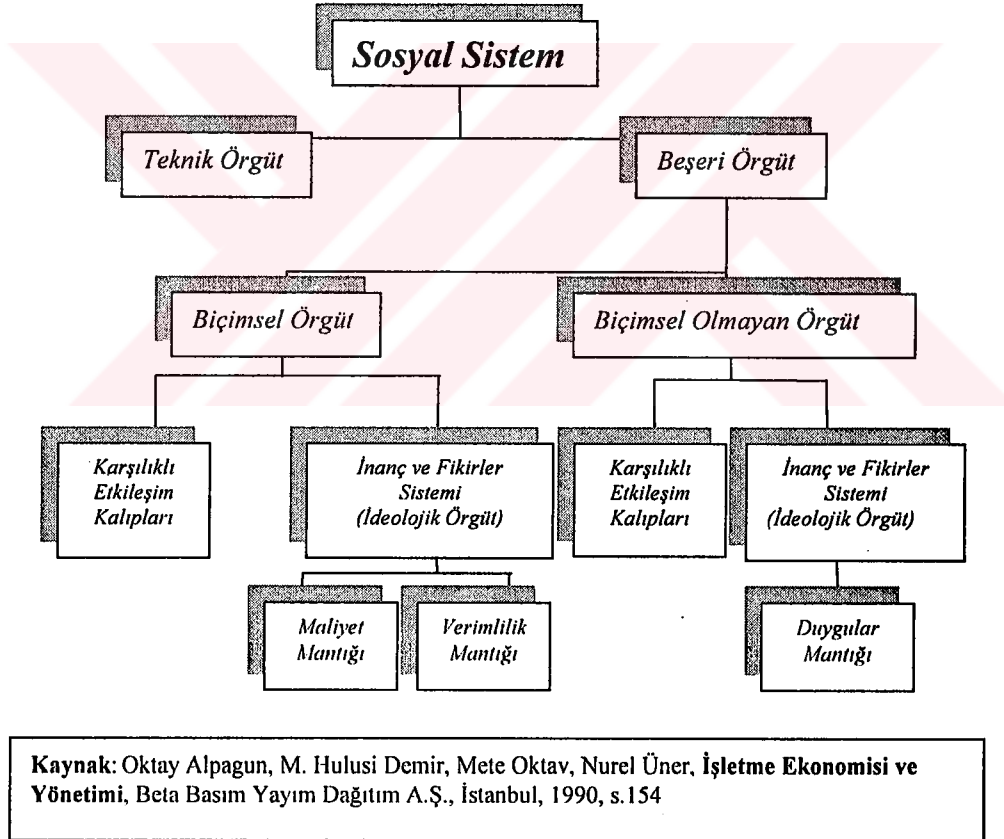 Sosyal Sistem
Teknik Örgüt
Beşeri Örgüt
Biçimsel Örgüt
Biçimsel Olmayan Örgüt
Karşılıklı
Etkileşim
Kalıpları
İnanç ve Fikirler
Sistemi
(İdeolojik Örgüt)
Karşılıklı
Etkileşim
Kalıpları
İnanç ve Fikirler
Sistemi
(İdeolojik Örgüt)
Maliyet
Mantığı
Verimlilik
Mantığı
Duygular
Mantığı
Kaynak: Oktay Alpagun, M. Hulusi Demir, Mete Oktav, Nurel Üner, İşletme Ekonomisi ve
Yönetimi, Beta Basım Yayım Dağıtım A.Ş., İstanbul, 1990, s.154